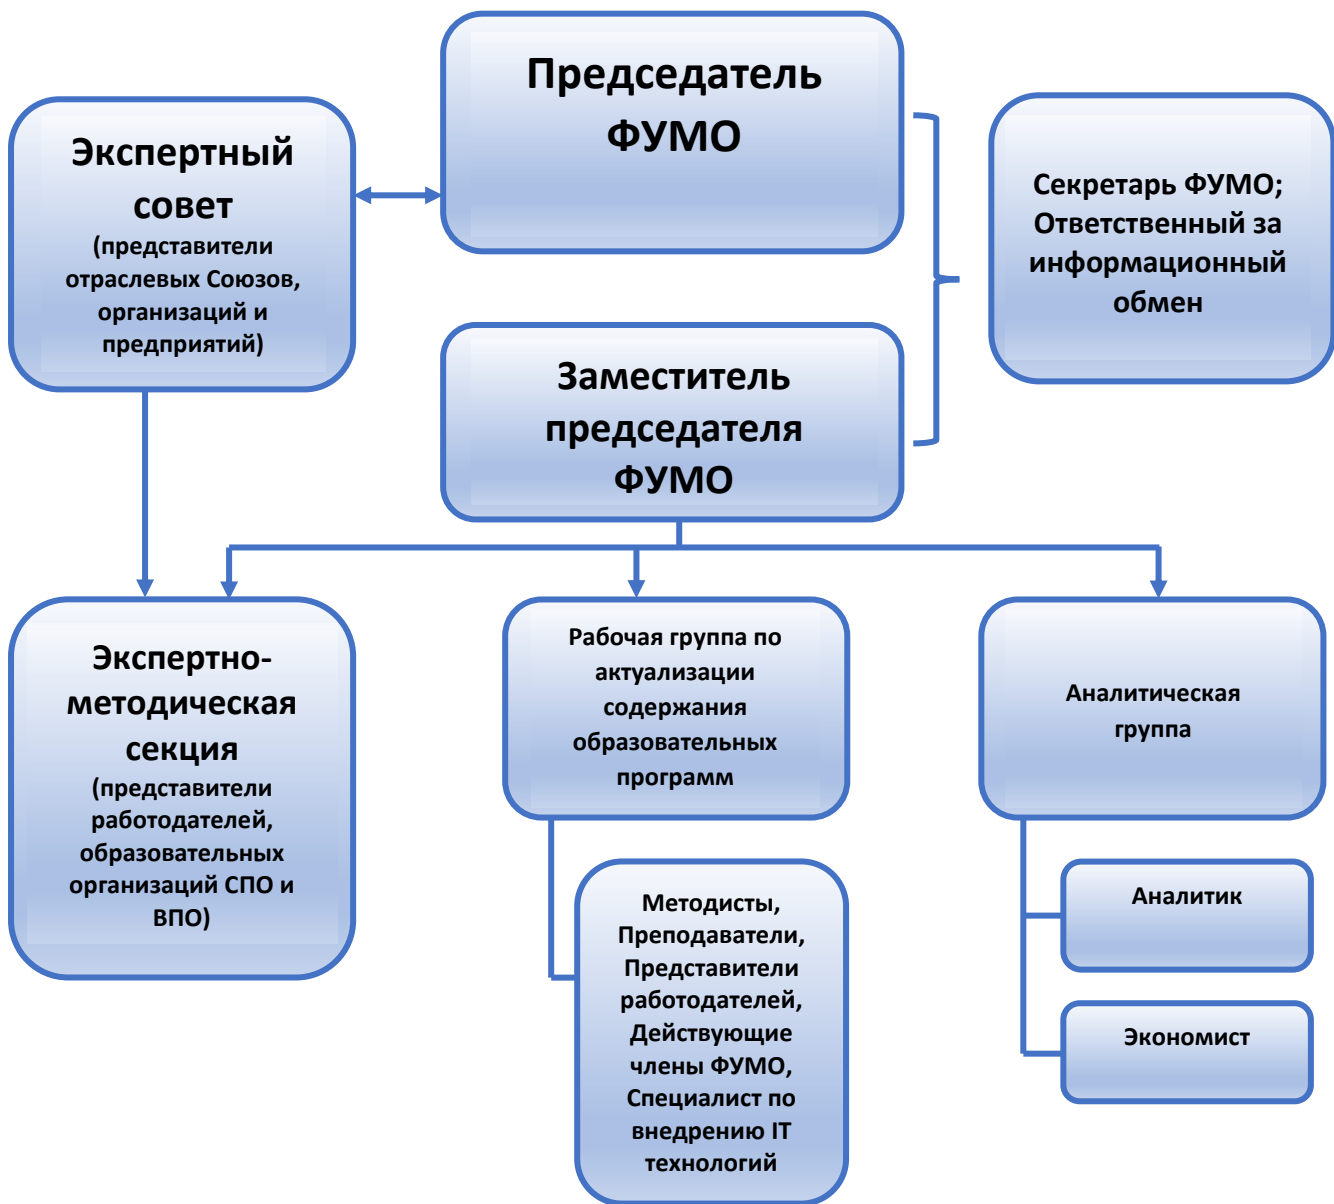 Председатель
ФУМО
Экспертный
совет
(представители
отраслевых Союзов,
организаций и
предприятий)
Секретарь ФУМО;
Ответственный за
информационный
обмен
Заместитель
председателя
ФУМО
Экспертно-
методическая
секция
(представители
работодателей,
образовательных
организаций СПО и
ВПО)
Рабочая группа по
актуализации
содержания
образовательных
программ
Методисты,
Преподаватели,
Представители
работодателей,
Действующие
члены ФУМО,
Специалист по
внедрению IT
технологий
Аналитическая
группа
Аналитик
Экономист